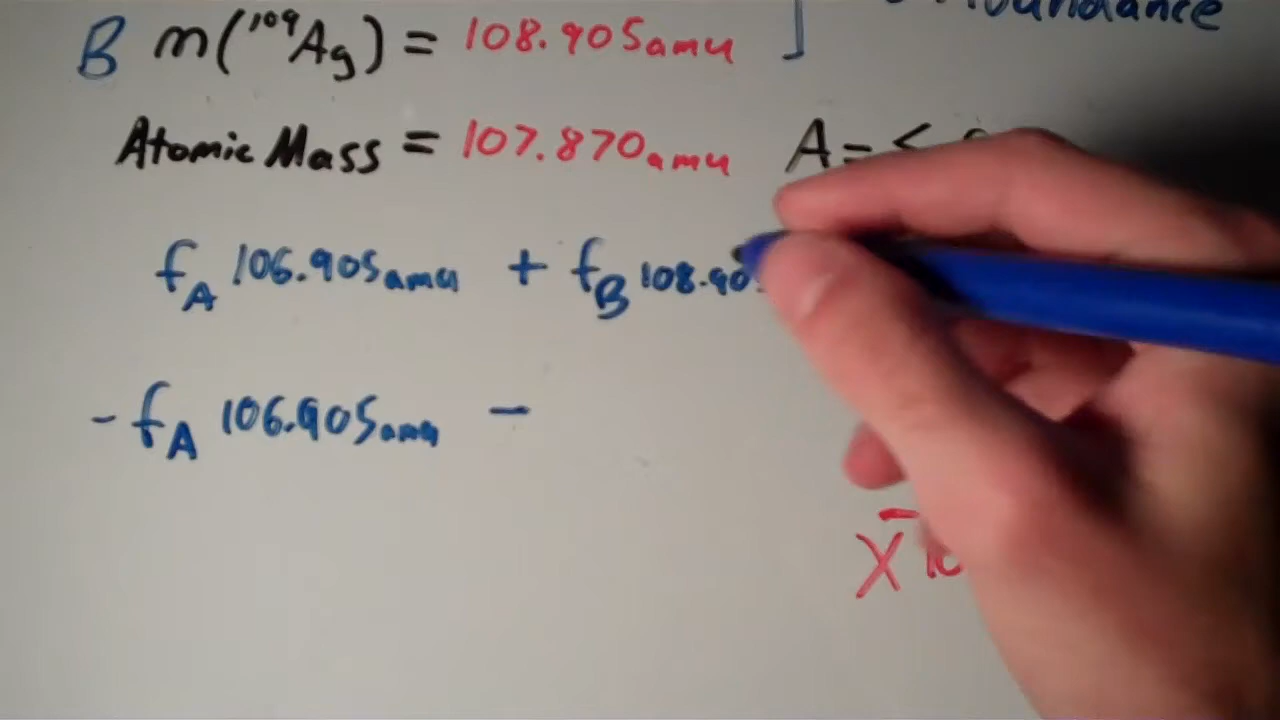 B m(¹⁰⁹Ag) = 108.905amu ]
Atomic Mass = 107.870amu A = <
f_A 106.905amu + f_B 108.90
- f_A 106.905amu -
X